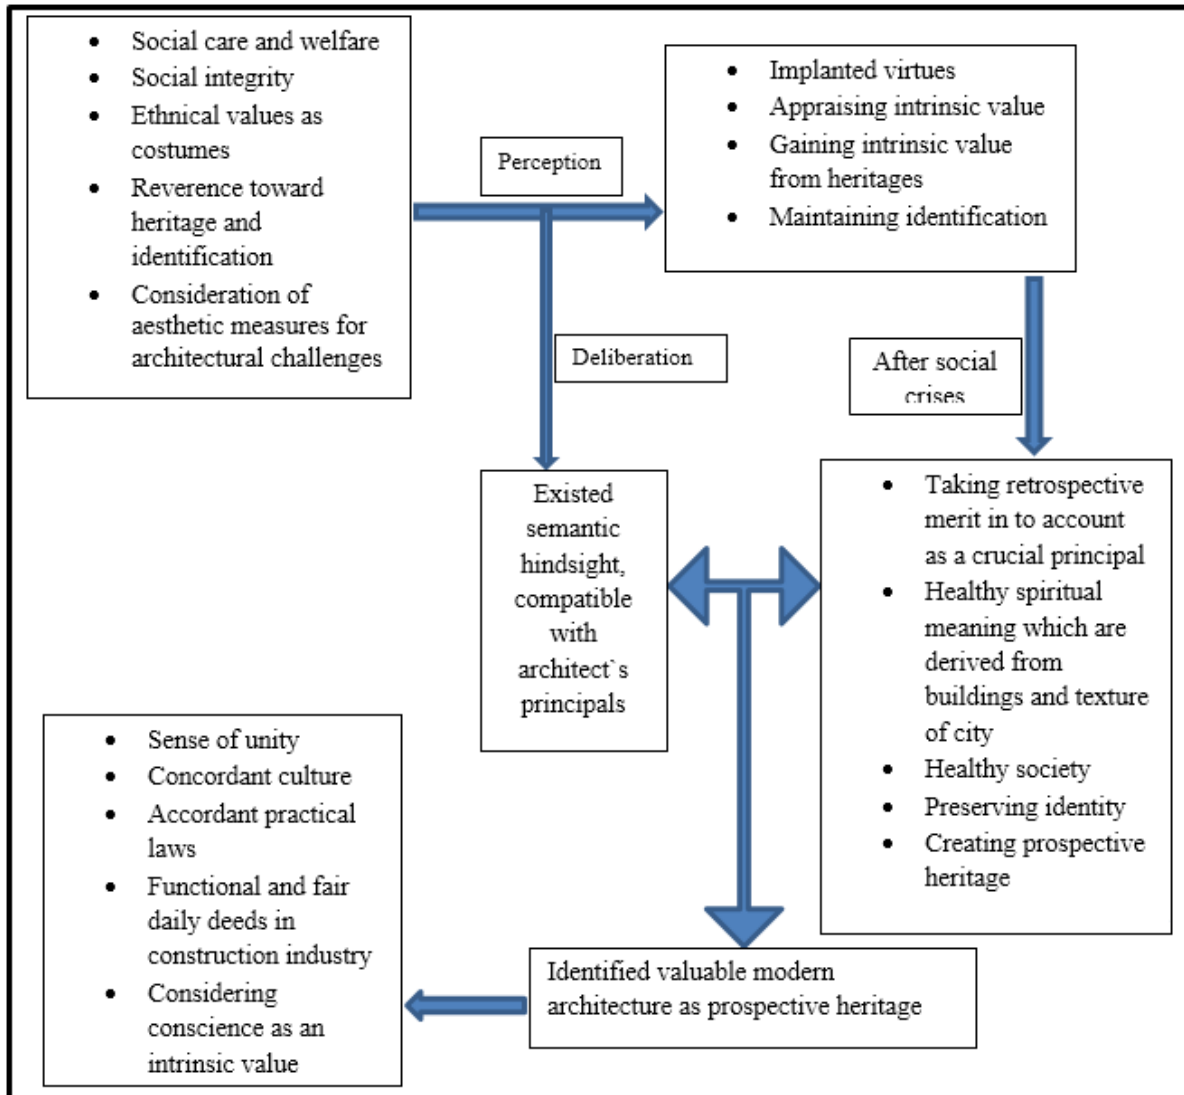 • Social care and welfare
• Social integrity
• Ethnical values as
costumes
• Reverence toward
heritage and
identification
• Consideration of
aesthetic measures for
architectural challenges
Perception
• Implanted virtues
• Appraising intrinsic value
• Gaining intrinsic value
from heritages
• Maintaining identification
Deliberation
After social
crises
Existed
semantic
hindsight,
compatible
with
architect`s
principals
• Taking retrospective
merit in to account
as a crucial principal
• Healthy spiritual
meaning which are
derived from
buildings and texture
of city
• Healthy society
• Preserving identity
• Creating prospective
heritage
Identified valuable modern
architecture as prospective heritage
• Sense of unity
• Concordant culture
• Accordant practical
laws
• Functional and fair
daily deeds in
construction industry
• Considering
conscience as an
intrinsic value